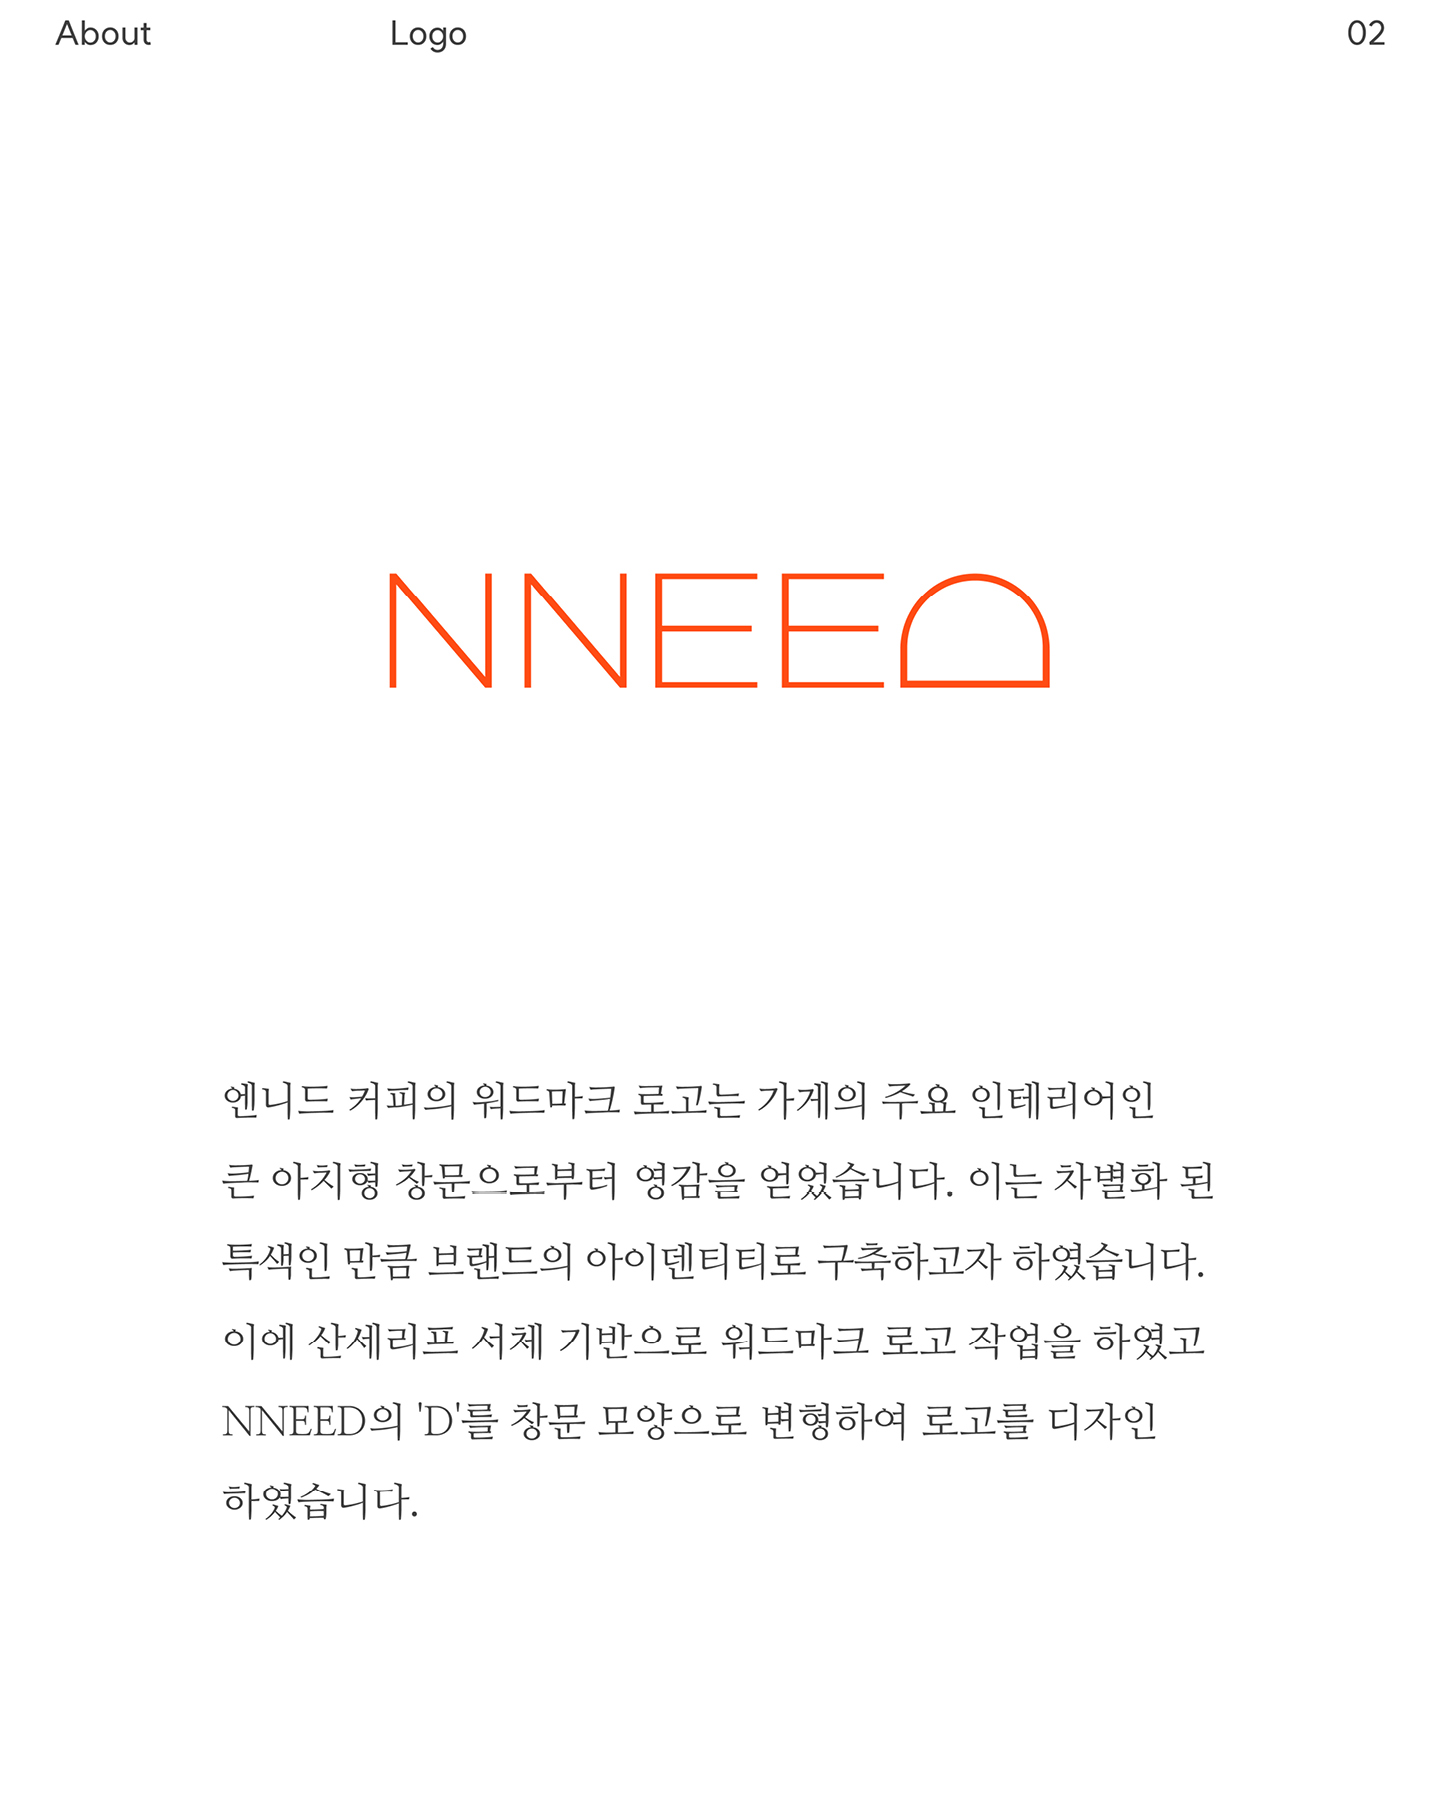 About Logo 02
NNEED
엔니드 커피의 워드마크 로고는 가게의 주요 인테리어인
큰 아치형 창문으로부터 영감을 얻었습니다. 이는 차별화 된
특색인 만큼 브랜드의 아이덴티티로 구축하고자 하였습니다.
이에 산세리프 서체 기반으로 워드마크 로고 작업을 하였고
NNEED의 'D'를 창문 모양으로 변형하여 로고를 디자인
하였습니다.